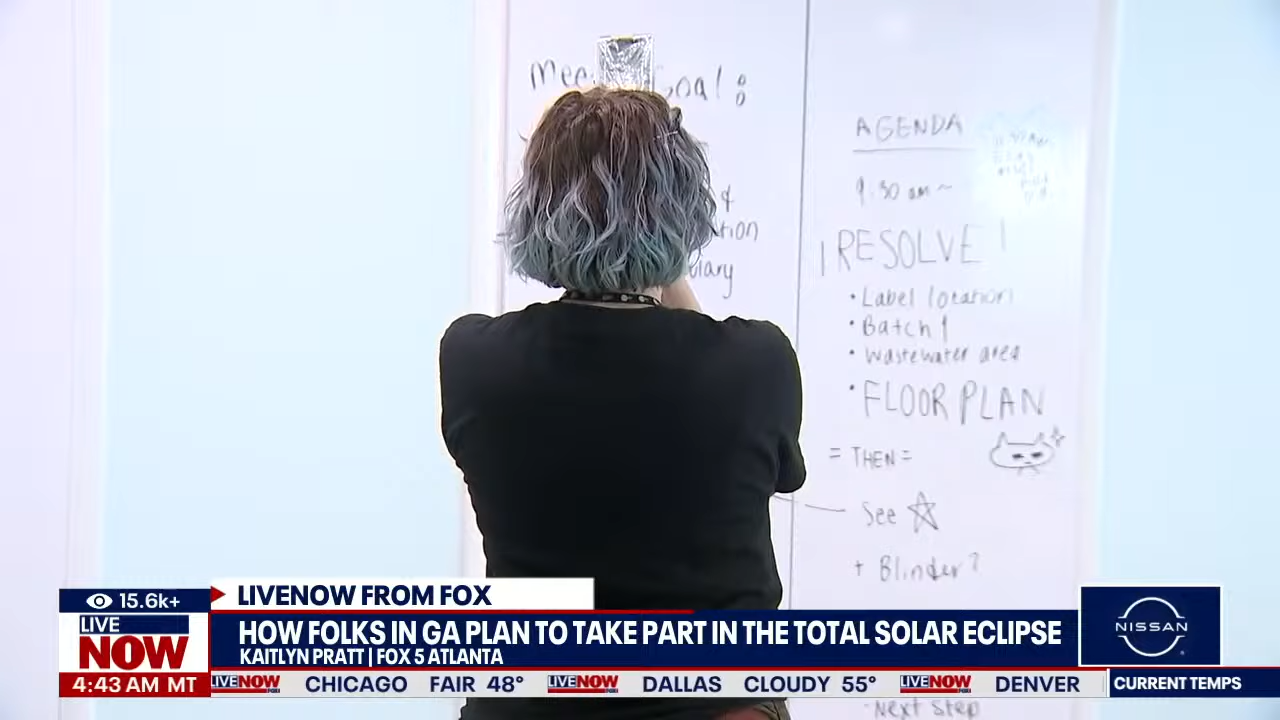 Goal:
AGENDA
9:30 am ~
! RESOLVE !
• Label location
• Batch 1
• Wastewater area
• FLOOR PLAN
= THEN =
See ☆
+ Blinder?
Next step
15.6k+
LIVE
NOW
4:43 AM MT
LIVENOW FROM FOX
HOW FOLKS IN GA PLAN TO TAKE PART IN THE TOTAL SOLAR ECLIPSE
KAITLYN PRATT | FOX 5 ATLANTA
NISSAN
LIVENOW FOX CHICAGO FAIR 48° LIVENOW FOX DALLAS CLOUDY 55° LIVENOW FOX DENVER CURRENT TEMPS